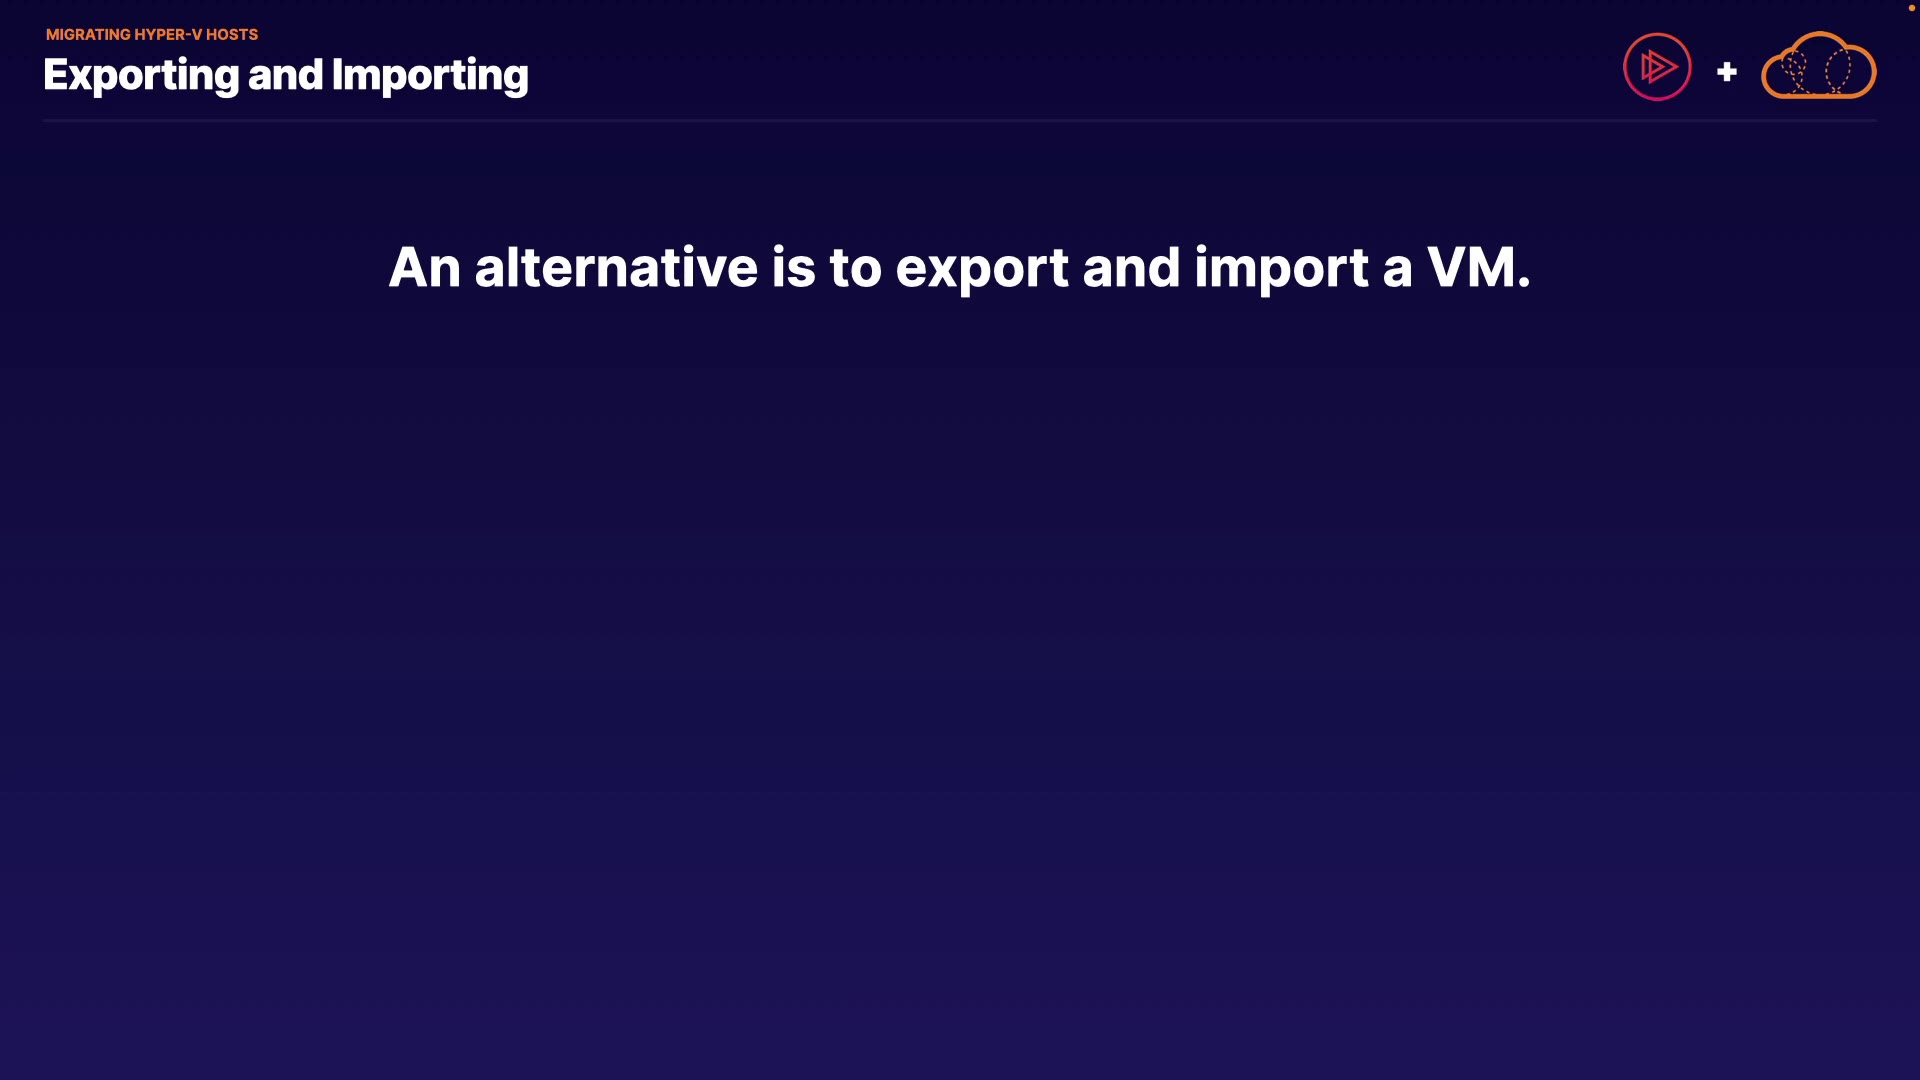 MIGRATING HYPER-V HOSTS
Exporting and Importing
An alternative is to export and import a VM.